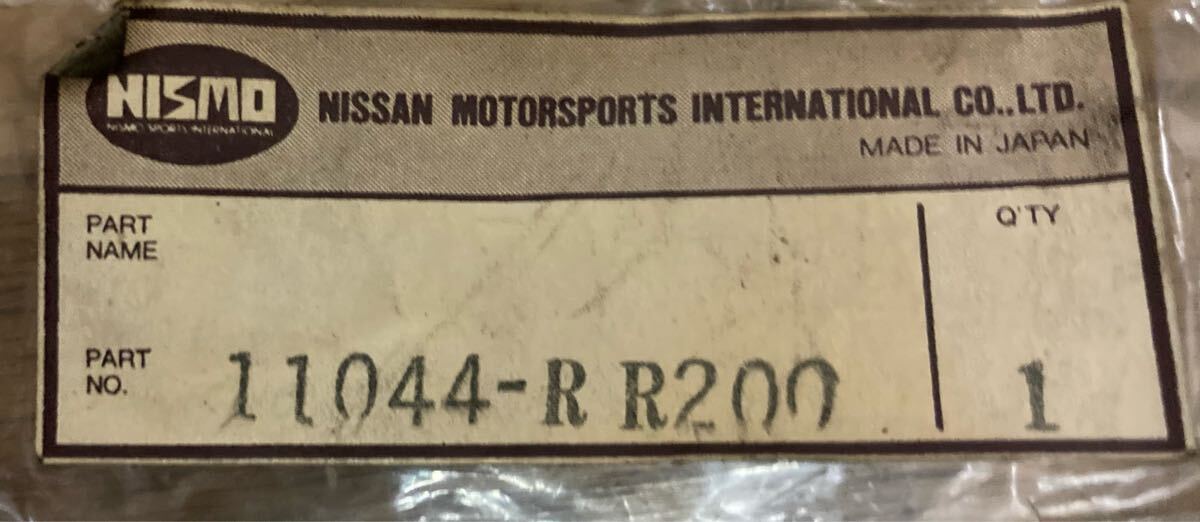 NISMO
NISMO SPORTS INTERNATIONAL
NISSAN MOTORSPORTS INTERNATIONAL CO.,LTD.
MADE IN JAPAN
PART
NAME
Q'TY
PART
NO.
11044-R R200
1